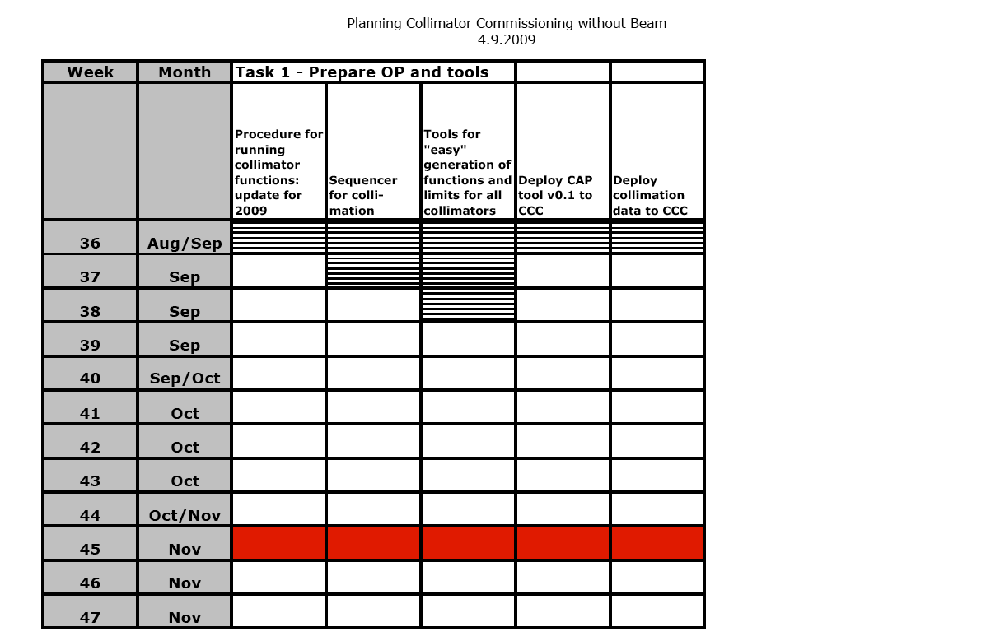 Planning Collimator Commissioning without Beam
4.9.2009
Week Month Task 1 - Prepare OP and tools
Procedure for
running
collimator
functions:
update for
2009
Sequencer
for colli-
mation
Tools for
"easy"
generation of
functions and
limits for all
collimators
Deploy CAP
tool v0.1 to
CCC
Deploy
collimation
data to CCC
36 Aug/Sep
37 Sep
38 Sep
39 Sep
40 Sep/Oct
41 Oct
42 Oct
43 Oct
44 Oct/Nov
45 Nov
46 Nov
47 Nov